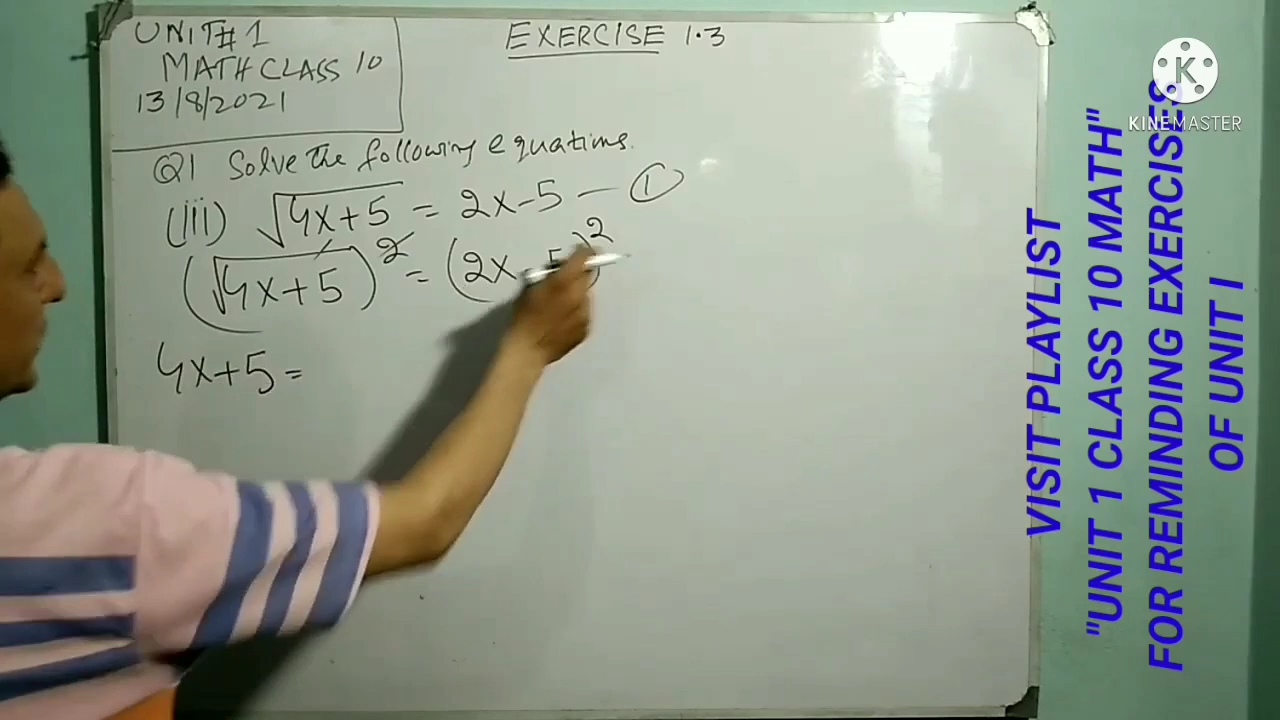 UNIT# 1
MATH CLASS 10
13/8/2021
EXERCISE 1.3
Q1 Solve the following equations.
(iii) √4x+5 = 2x-5 — ①
(√4x+5)² = (2x-5)²
4x+5 =
K
KINEMASTER
VISIT PLAYLIST
"UNIT 1 CLASS 10 MATH"
FOR REMINDING EXERCISES
OF UNIT I